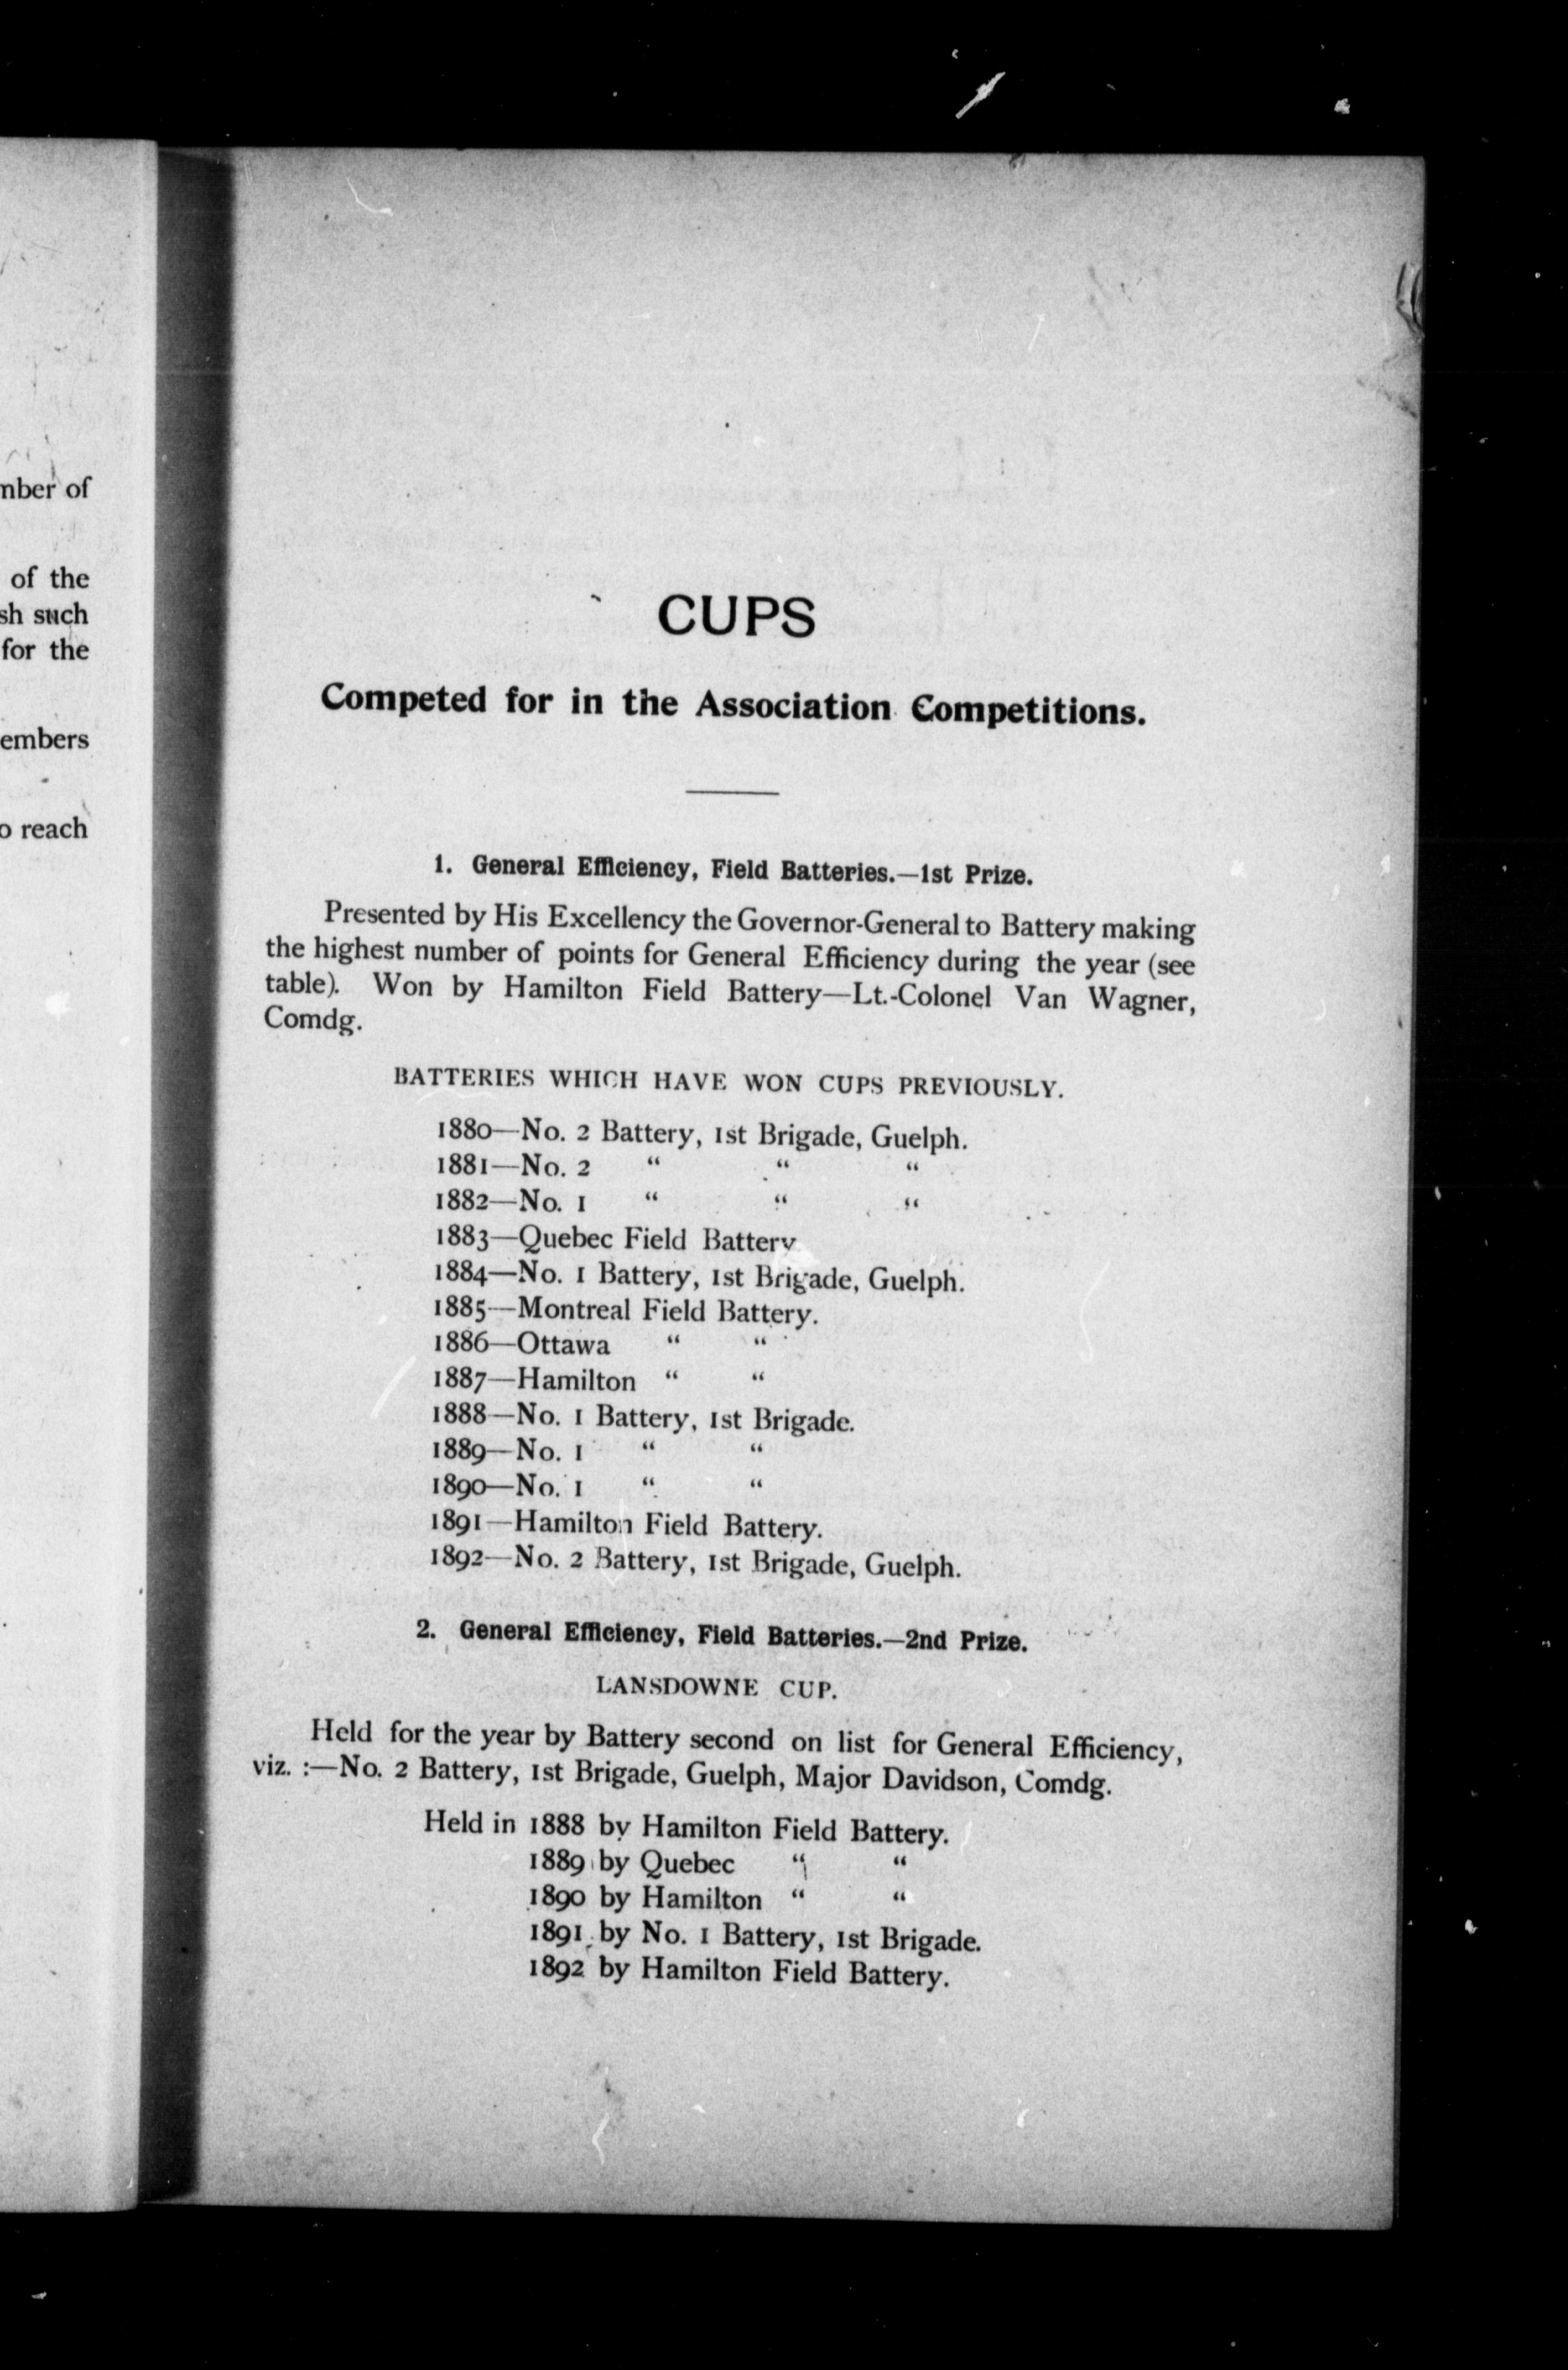 mber of
of the
sh such
for the
embers
o reach
CUPS
Competed for in the Association Competitions.
1. General Efficiency, Field Batteries.—1st Prize.
Presented by His Excellency the Governor-General to Battery making
the highest number of points for General Efficiency during the year (see
table). Won by Hamilton Field Battery—Lt.-Colonel Van Wagner,
Comdg.
BATTERIES WHICH HAVE WON CUPS PREVIOUSLY.
1880—No. 2 Battery, 1st Brigade, Guelph.
1881—No. 2 “ “ “
1882—No. 1 “ “ “
1883—Quebec Field Battery
1884—No. 1 Battery, 1st Brigade, Guelph.
1885—Montreal Field Battery.
1886—Ottawa “ “
1887—Hamilton “ “
1888—No. 1 Battery, 1st Brigade.
1889—No. 1 “ “
1890—No. 1 “ “
1891—Hamilton Field Battery.
1892—No. 2 Battery, 1st Brigade, Guelph.
2. General Efficiency, Field Batteries.—2nd Prize.
LANSDOWNE CUP.
Held for the year by Battery second on list for General Efficiency,
viz. :—No. 2 Battery, 1st Brigade, Guelph, Major Davidson, Comdg.
Held in 1888 by Hamilton Field Battery.
1889 by Quebec “ “
1890 by Hamilton “ “
1891 by No. 1 Battery, 1st Brigade.
1892 by Hamilton Field Battery.